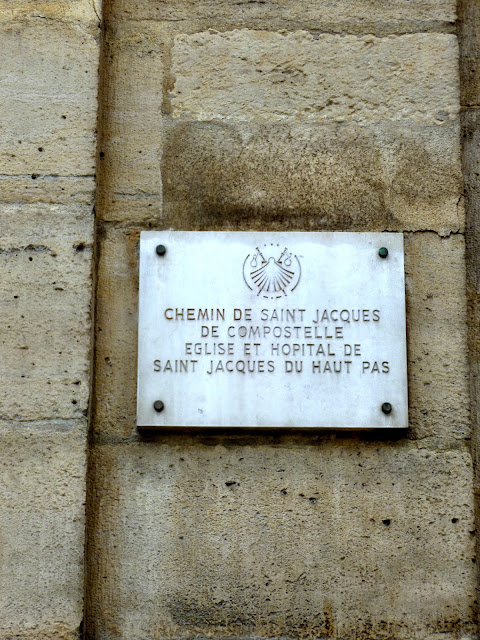 CHEMIN DE SAINT JACQUES
DE COMPOSTELLE
EGLISE ET HOPITAL DE
SAINT JACQUES DU HAUT PAS